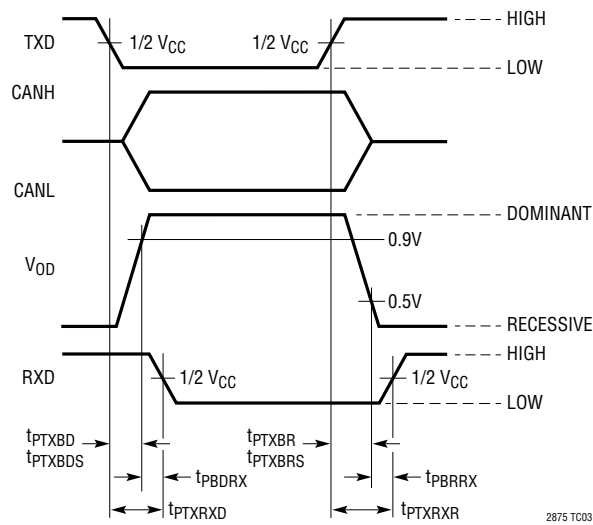 TXD
1/2 VCC
1/2 VCC
HIGH
LOW
CANH
CANL
DOMINANT
0.9V
VOD
0.5V
RECESSIVE
HIGH
RXD
1/2 VCC
1/2 VCC
LOW
tPTXBD
tPTXBDS
tPTXBR
tPTXBRS
tPBDRX
tPBRRX
tPTXRXD
tPTXRXR
2875 TC03